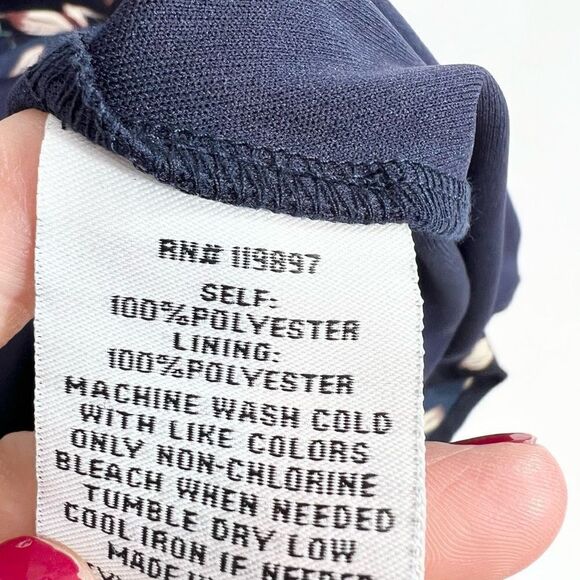 RN# 119897
SELF:
100%POLYESTER
LINING:
100%POLYESTER
MACHINE WASH COLD
WITH LIKE COLORS
ONLY NON-CHLORINE
BLEACH WHEN NEEDED
TUMBLE DRY LOW
COOL IRON IF NEEDED
MADE